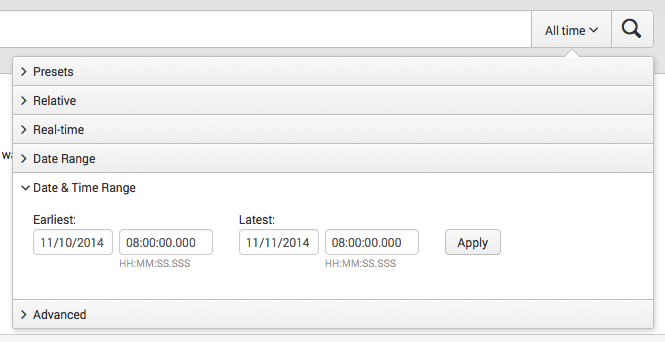 All time
Presets
Relative
Real-time
Date Range
Date & Time Range
Earliest: Latest:
11/10/2014 08:00:00.000 11/11/2014 08:00:00.000 Apply
HH:MM:SS.SSS HH:MM:SS.SSS
Advanced